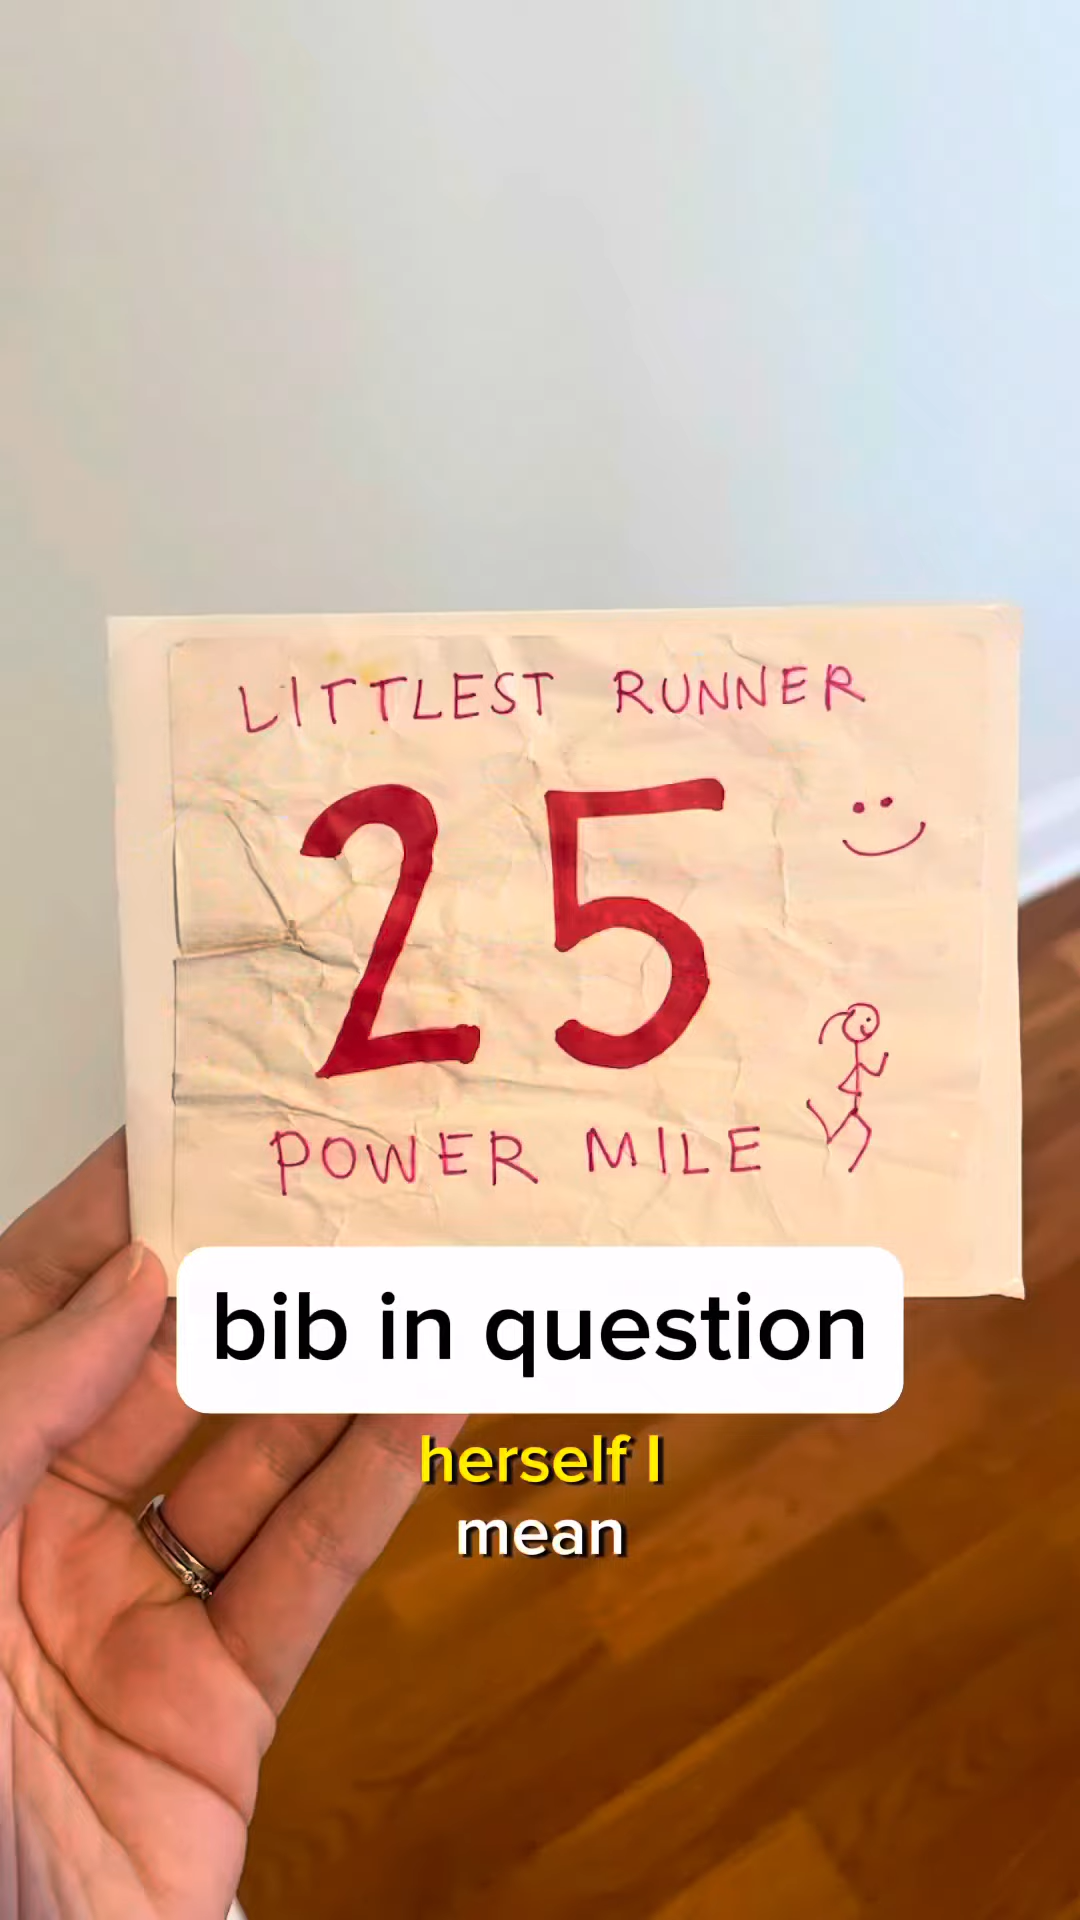 LITTLEST RUNNER
25
POWER MILE
bib in question
herself I
mean